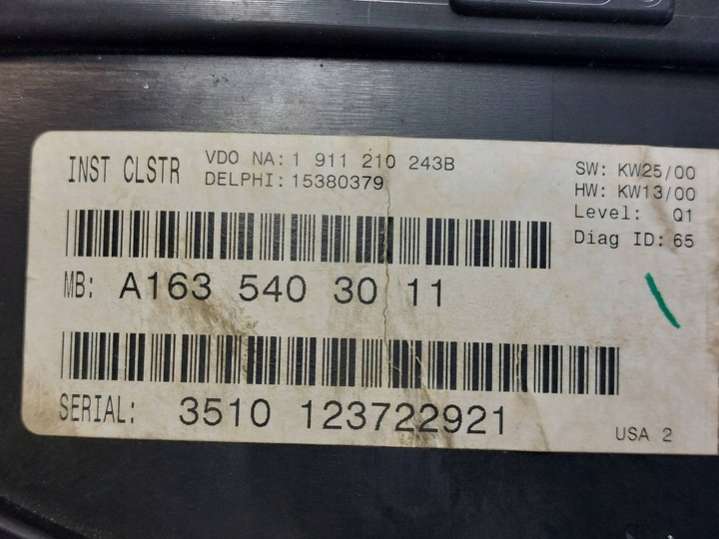 INST CLSTR
VDO NA: 1 911 210 243B
DELPHI: 15380379
SW: KW25/00
HW: KW13/00
Level: Q1
Diag ID: 65
MB: A163 540 30 11
SERIAL: 3510 123722921
USA 2